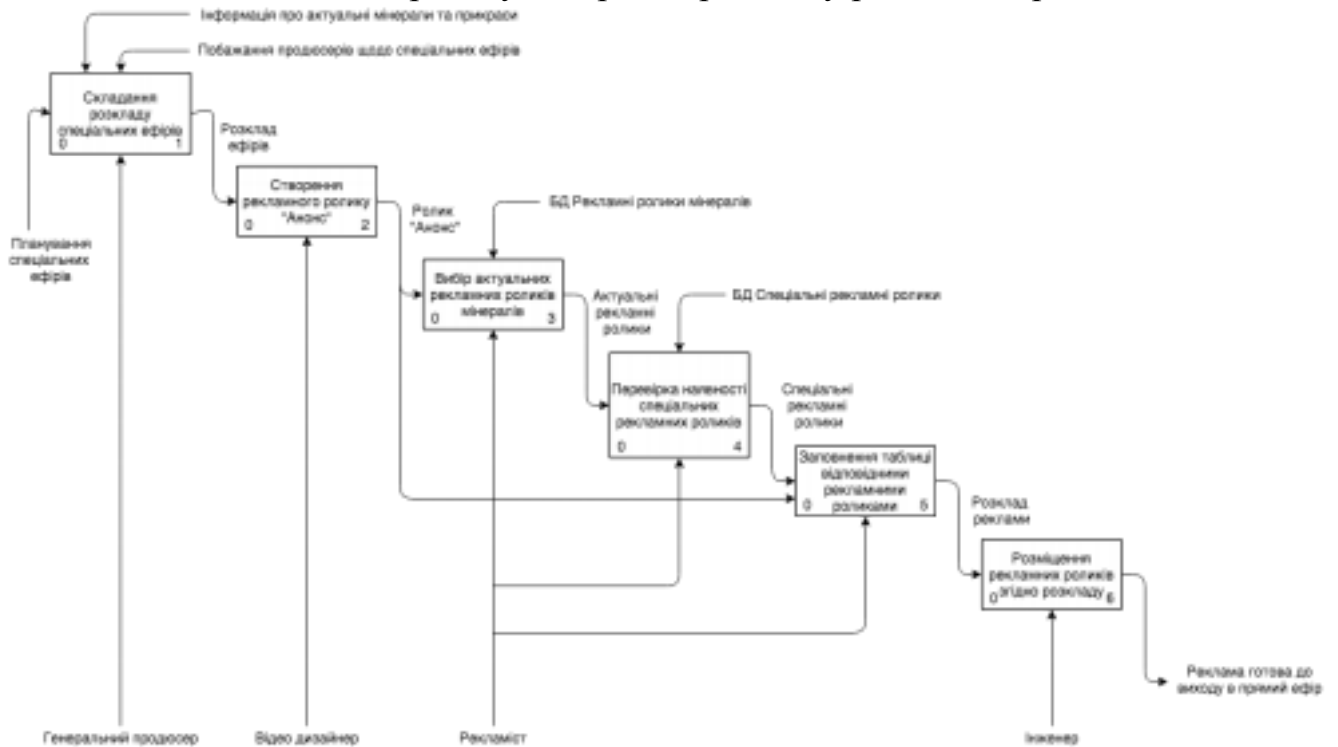 Інформація про актуальні мінерали та прикраси
Побажання продюсерів щодо спеціальних ефірів
Складання
розкладу
спеціальних ефірів
0 1
Розклад
ефірів
Планування
спеціальних
ефірів
Створення
рекламного ролику
"Анонс"
0 2
Ролик
"Анонс"
БД Рекламні ролики мінералів
Вибір актуальних
рекламних роликів
мінералів
0 3
Актуальні
рекламні
ролики
БД Спеціальні рекламні ролики
Перевірка наявності
спеціальних
рекламних роликів
0 4
Спеціальні
рекламні
ролики
Заповнення таблиці
відповідними
рекламними
роликами
0 5
Розклад
реклами
Розміщення
рекламних роликів
згідно розкладу
0 6
Реклама готова до
виходу в прямий ефір
Генеральний продюсер
Відео дизайнер
Рекламіст
Інженер